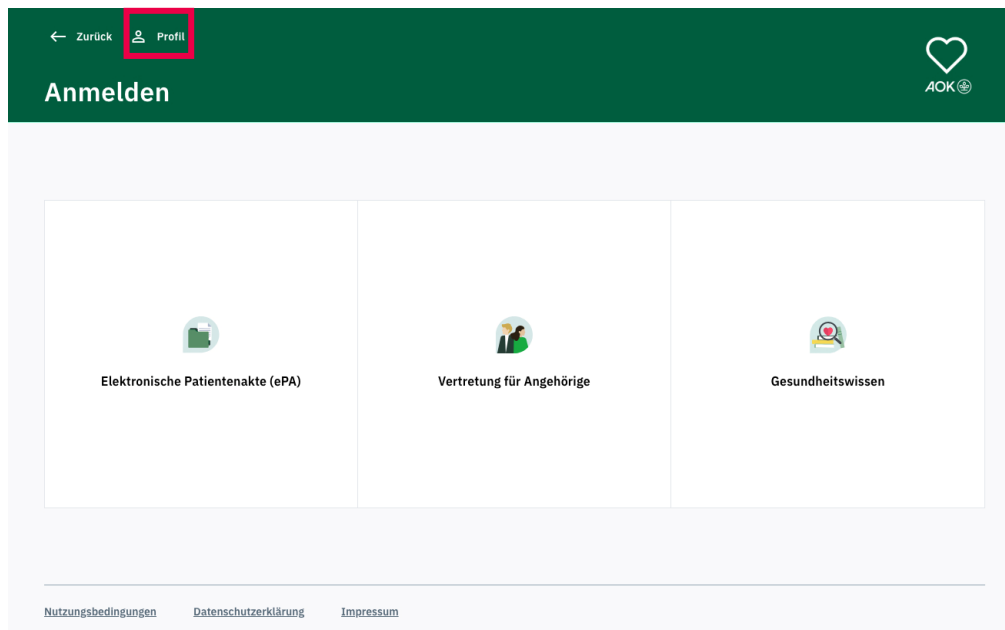 Zurück Profil
Anmelden
AOK
Elektronische Patientenakte (ePA)
Vertretung für Angehörige
Gesundheitswissen
Nutzungsbedingungen Datenschutzerklärung Impressum